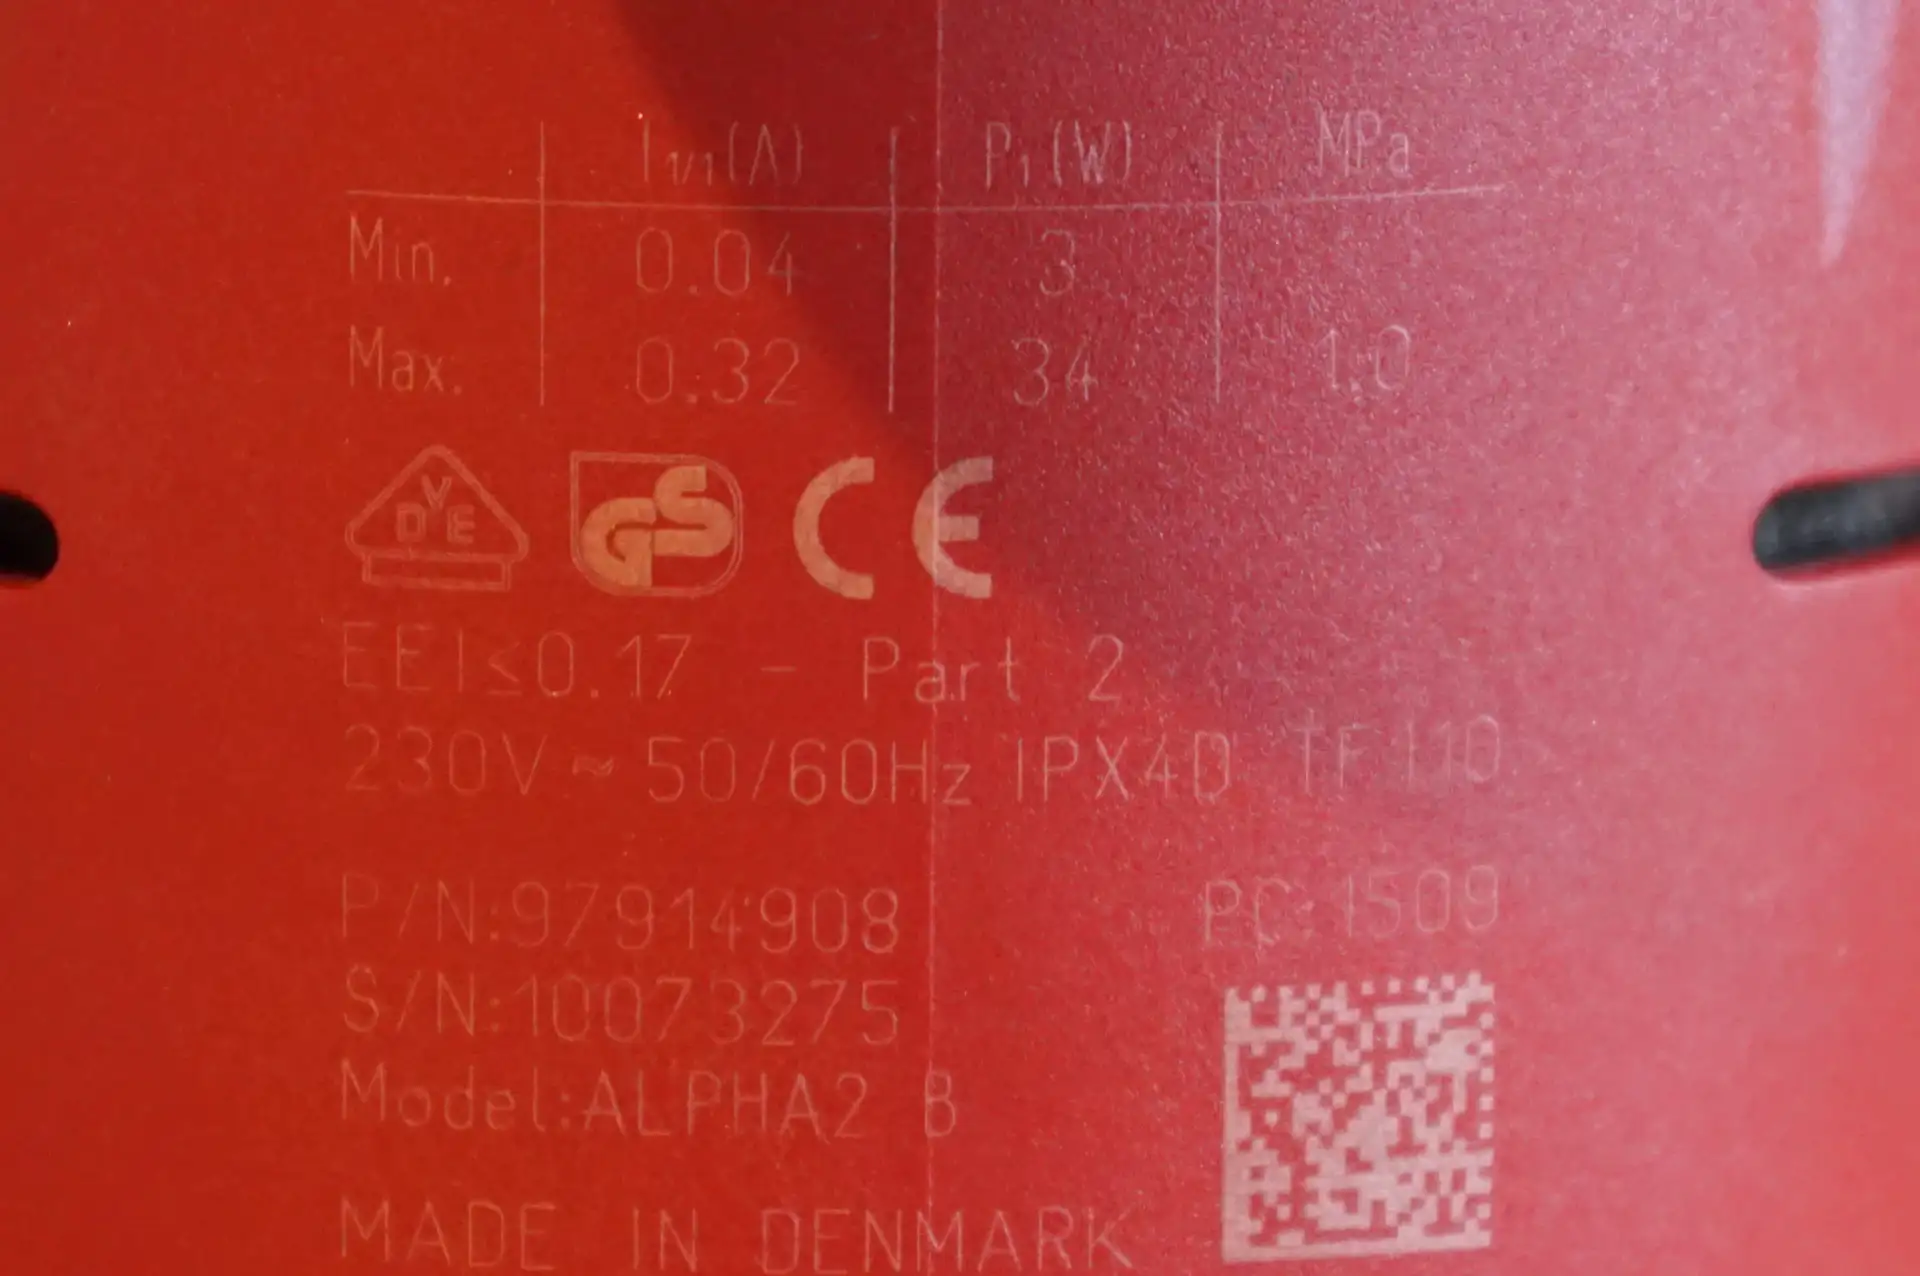 I1/1(A) P1(W) MPa
Min. 0.04 3
Max. 0.32 34 1.0
DVE GS CE
EEI≤0.17 - Part 2
230V ~ 50/60Hz IPX4D TF110
P/N:97914908 PC:1509
S/N:10073275
Model:ALPHA2 B
MADE IN DENMARK